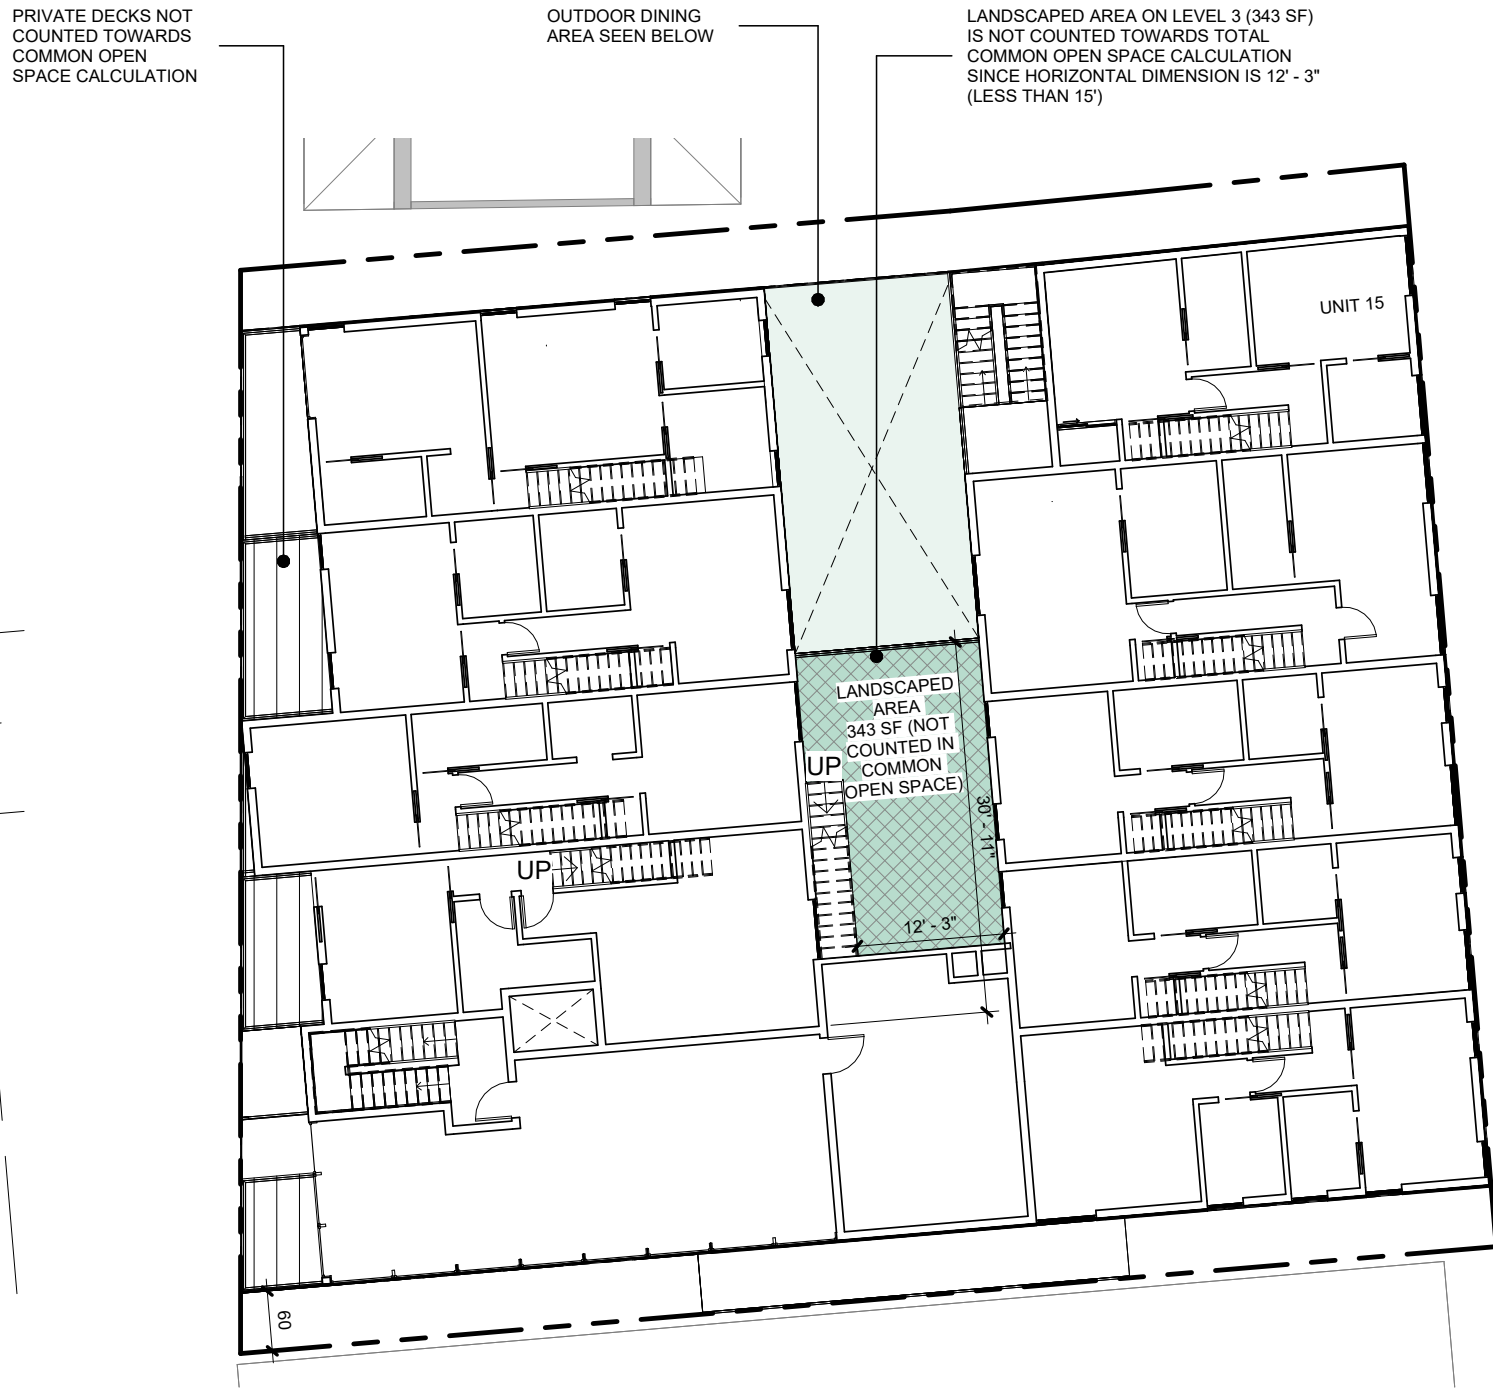 PRIVATE DECKS NOT
COUNTED TOWARDS
COMMON OPEN
SPACE CALCULATION
OUTDOOR DINING
AREA SEEN BELOW
LANDSCAPED AREA ON LEVEL 3 (343 SF)
IS NOT COUNTED TOWARDS TOTAL
COMMON OPEN SPACE CALCULATION
SINCE HORIZONTAL DIMENSION IS 12' - 3"
(LESS THAN 15')
UNIT 15
LANDSCAPED
AREA
343 SF (NOT
COUNTED IN
COMMON
OPEN SPACE)
UP
30' - 11"
UP
12' - 3"
60